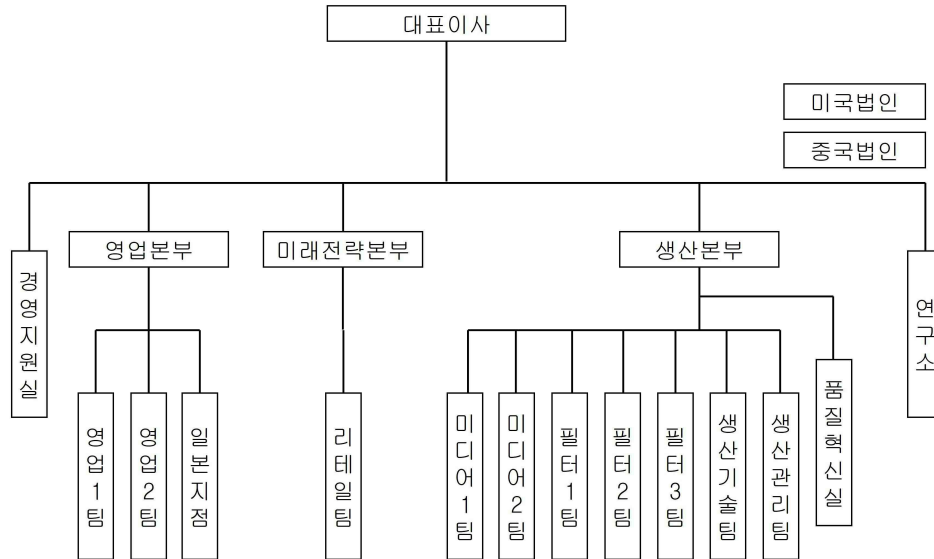 대표이사
미국법인
중국법인
영업본부
미래전략본부
생산본부
경영지원실
연구소
영업1팀
영업2팀
일본지점
리테일팀
미디어1팀
미디어2팀
필터1팀
필터2팀
필터3팀
생산기술팀
생산관리팀
품질혁신실